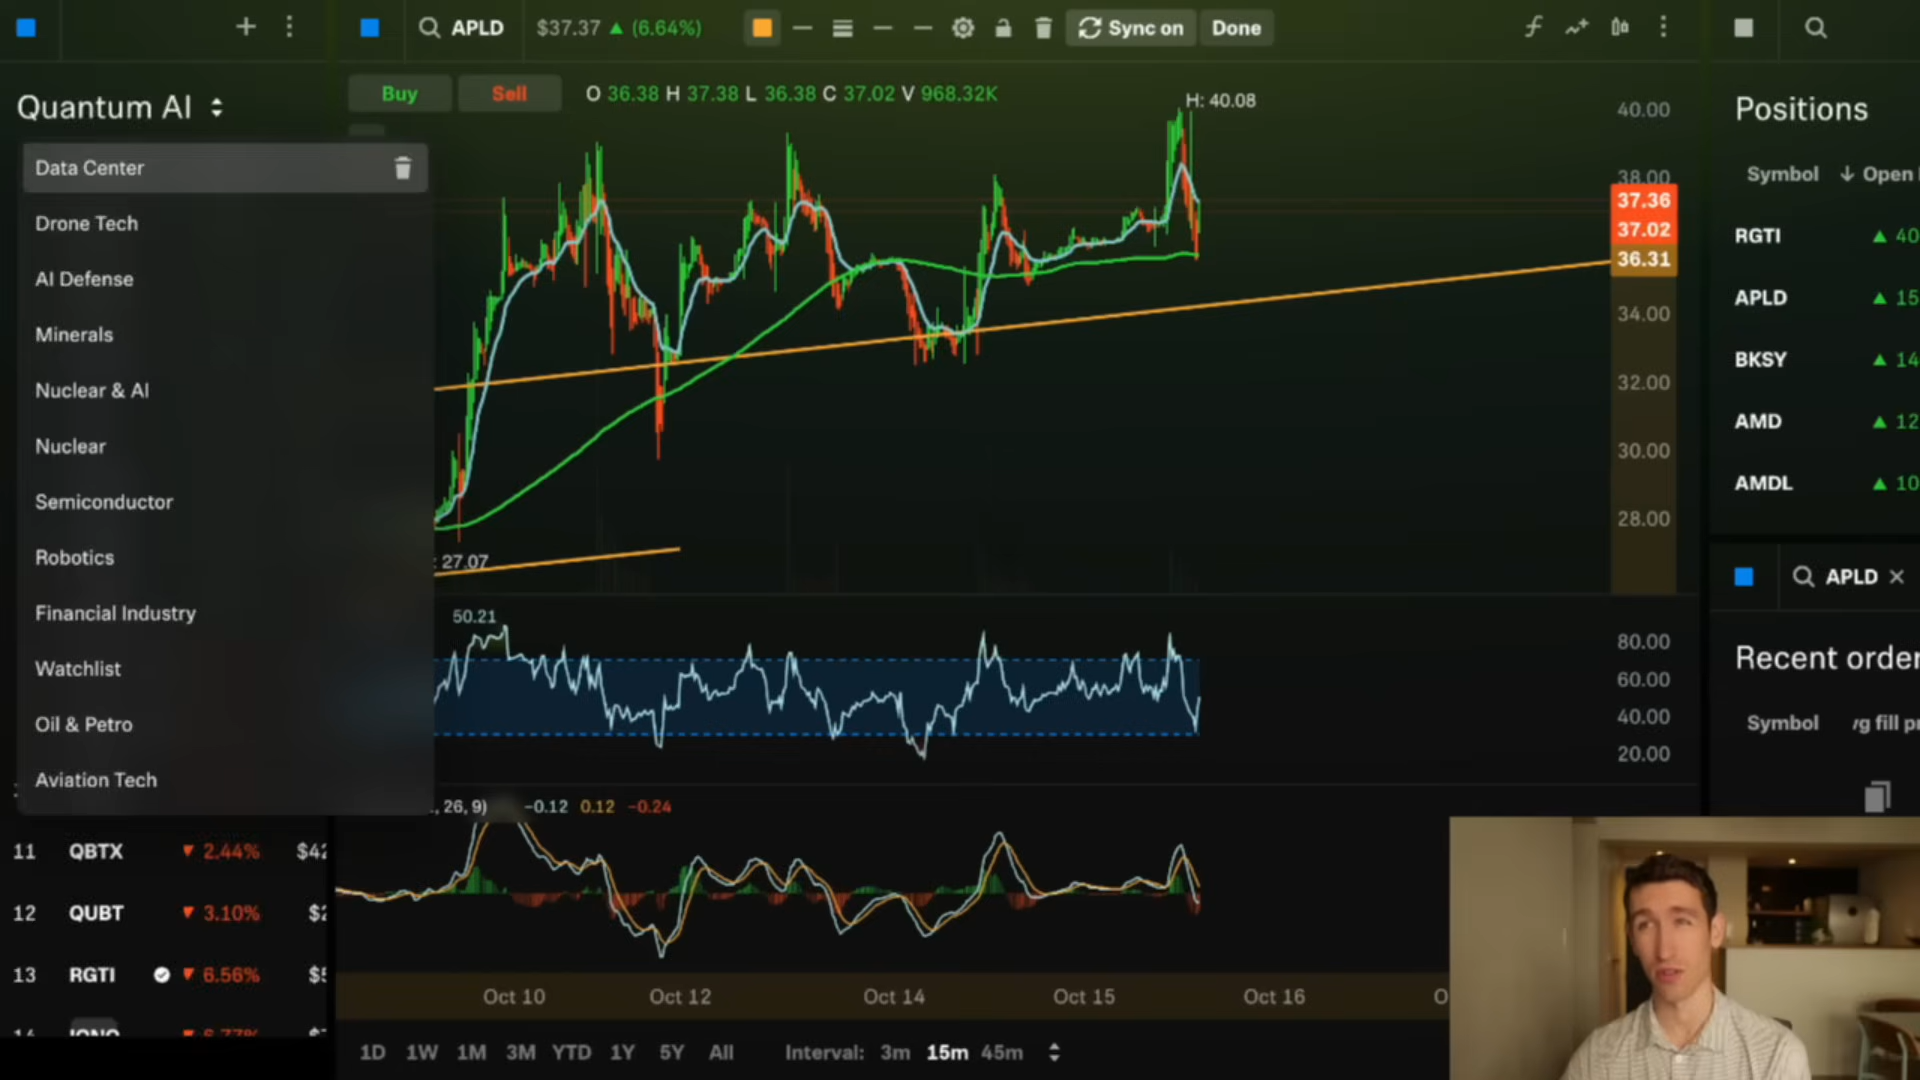 APLD
$37.37 ▲ (6.64%)
Sync on
Done
Quantum AI
Buy
Sell
O 36.38 H 37.38 L 36.38 C 37.02 V 968.32K
Data Center
Drone Tech
AI Defense
Minerals
Nuclear & AI
Nuclear
Semiconductor
Robotics
Financial Industry
Watchlist
Oil & Petro
Aviation Tech
11 QBTX ▼ 2.44% $42
12 QUBT ▼ 3.10%
13 RGTI ▼ 6.56%
H: 40.08
: 27.07
40.00
38.00
37.36
37.02
36.31
34.00
32.00
30.00
28.00
50.21
80.00
60.00
40.00
20.00
, 26, 9) -0.12 0.12 -0.24
Oct 10
Oct 12
Oct 14
Oct 15
Oct 16
1D 1W 1M 3M YTD 1Y 5Y All
Interval: 3m 15m 45m
Positions
Symbol ↓ Open
RGTI ▲ 40
APLD ▲ 15
BKSY ▲ 14
AMD ▲ 12
AMDL ▲ 10
APLD
Recent order
Symbol
fill